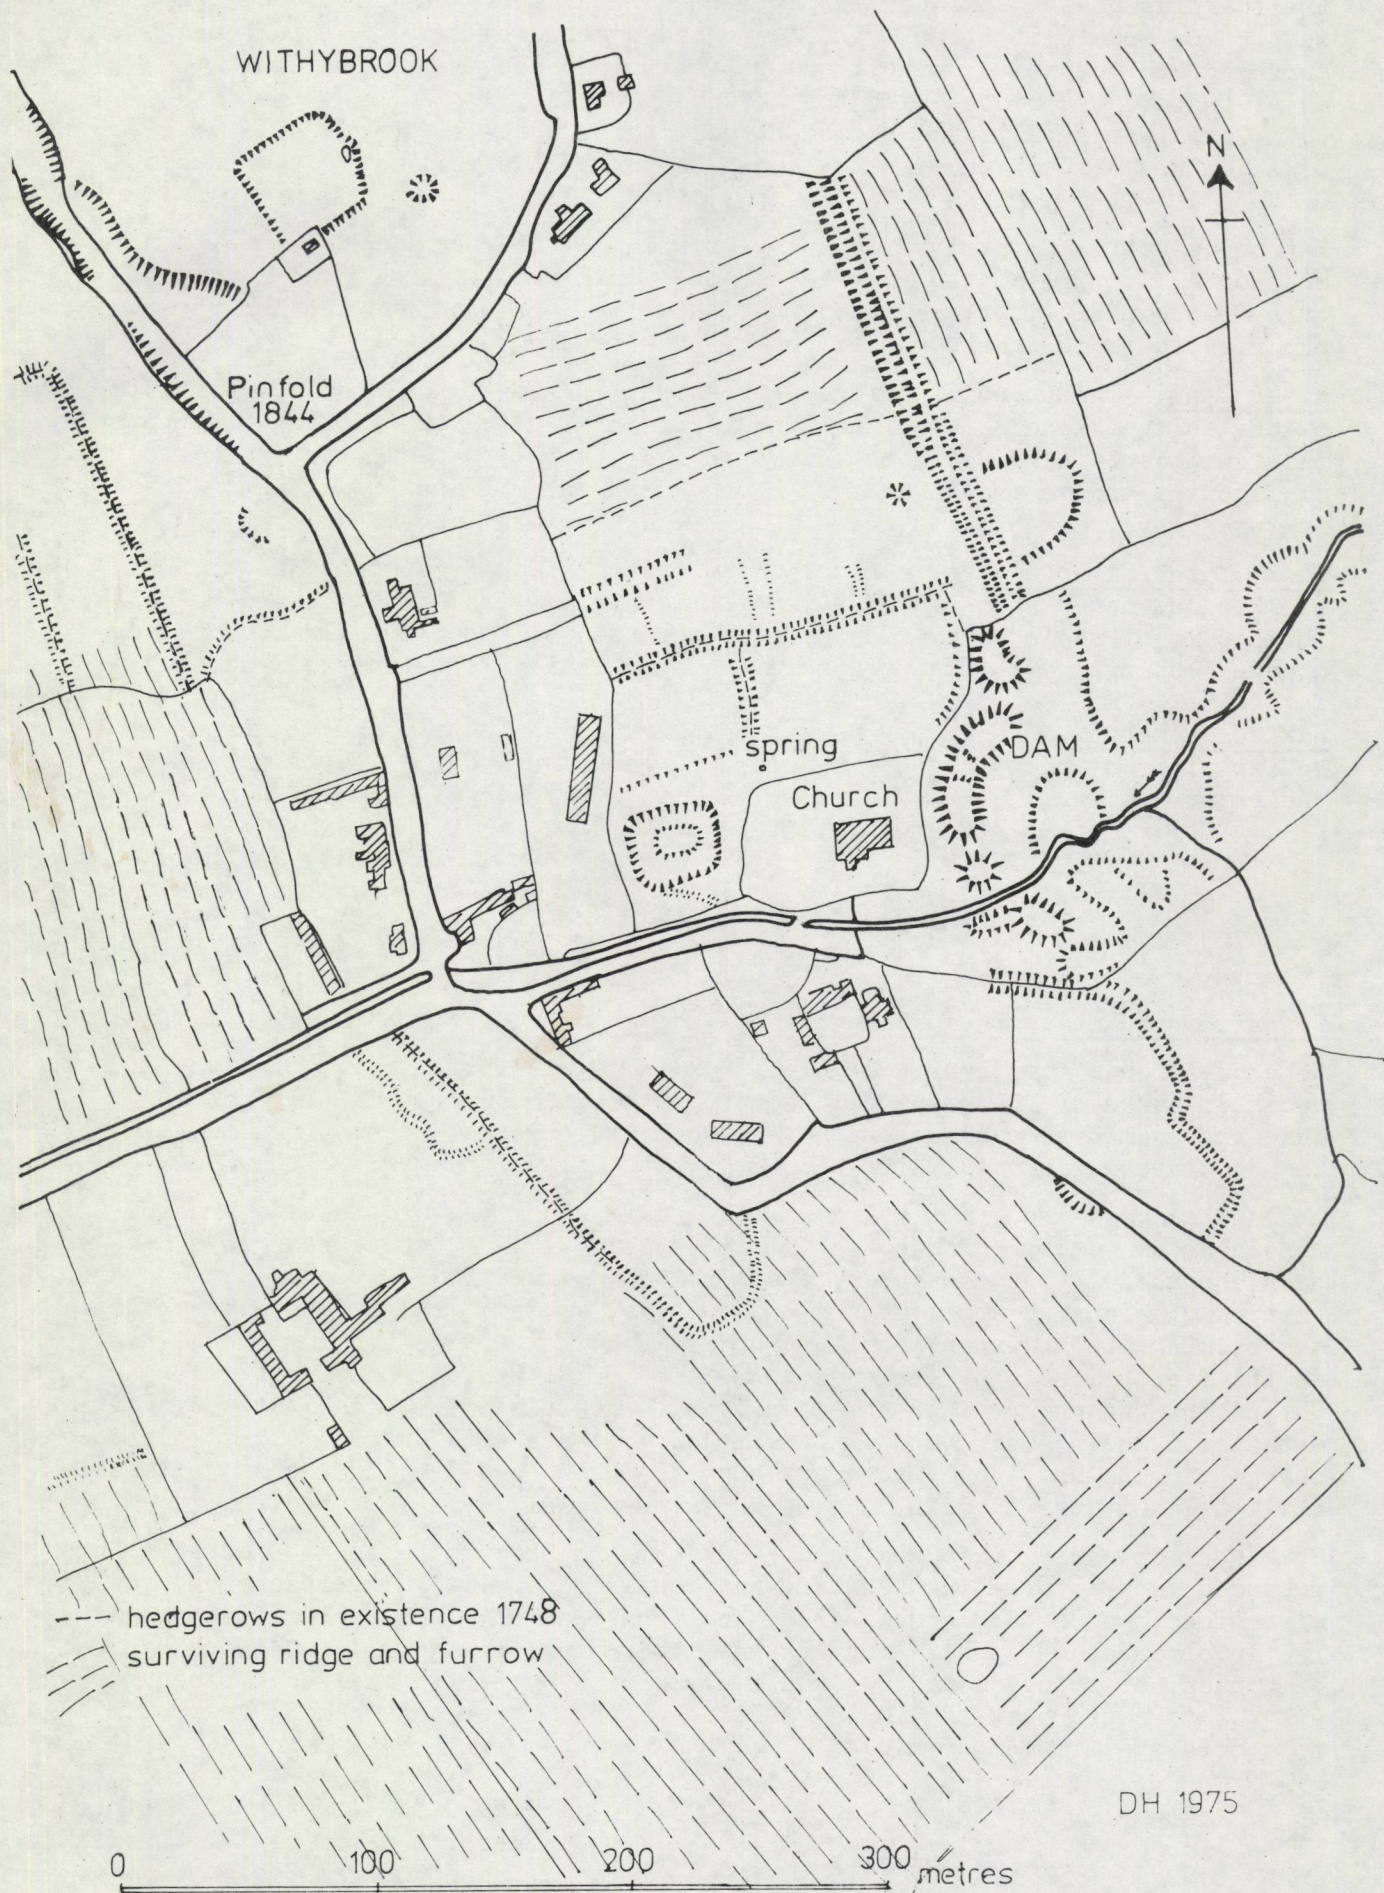 WITHYBROOK
N
Pinfold
1844
DAM
spring
Church
--- hedgerows in existence 1748
surviving ridge and furrow
DH 1975
0 100 200 300 metres